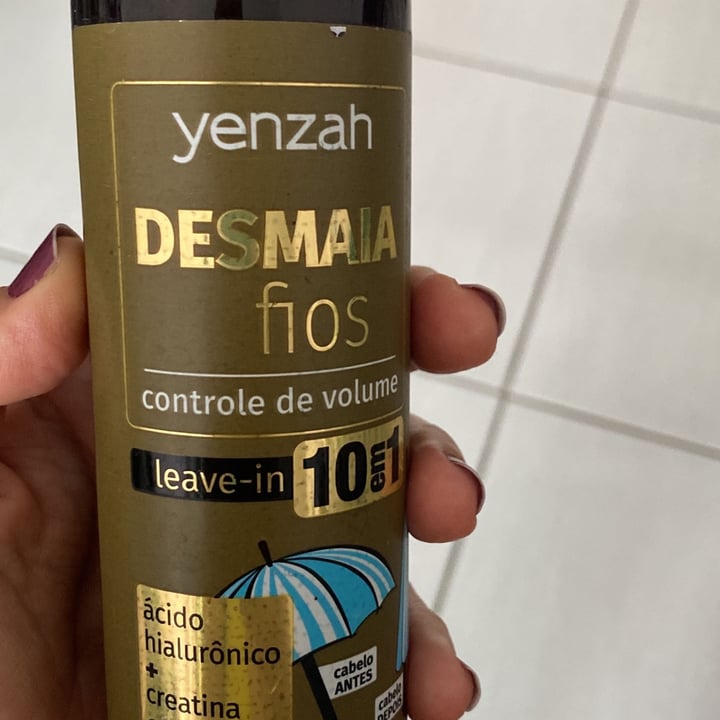 yenzah
DESMAIA
fios
controle de volume
leave-in 10 em 1
ácido
hialurônico
+
creatina
cabelo
ANTES
cabelo
DEPOIS